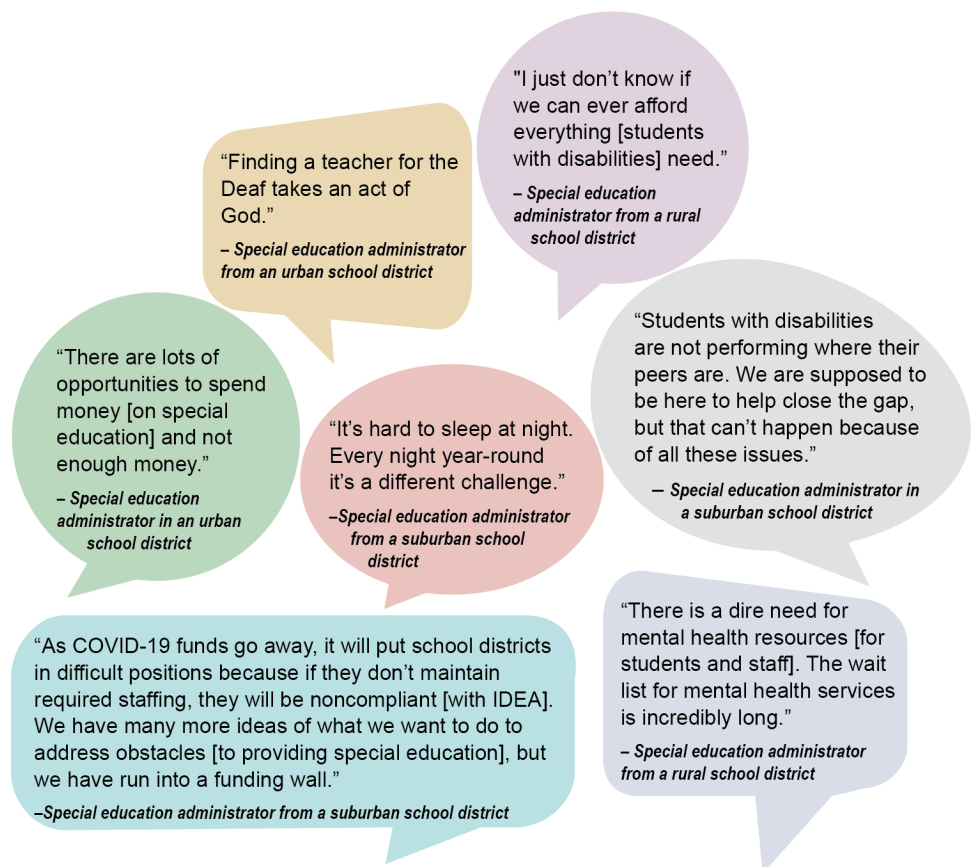 "I just don’t know if
we can ever afford
everything [students
with disabilities] need.”
– Special education
administrator from a rural
school district
“Finding a teacher for the
Deaf takes an act of
God.”
– Special education administrator
from an urban school district
“There are lots of
opportunities to spend
money [on special
education] and not
enough money.”
– Special education
administrator in an urban
school district
“It’s hard to sleep at night.
Every night year-round
it’s a different challenge.”
–Special education administrator
from a suburban school
district
“Students with disabilities
are not performing where their
peers are. We are supposed to
be here to help close the gap,
but that can’t happen because
of all these issues.”
— Special education administrator in
a suburban school district
“As COVID-19 funds go away, it will put school districts
in difficult positions because if they don’t maintain
required staffing, they will be noncompliant [with IDEA].
We have many more ideas of what we want to do to
address obstacles [to providing special education], but
we have run into a funding wall.”
–Special education administrator from a suburban school district
“There is a dire need for
mental health resources [for
students and staff]. The wait
list for mental health services
is incredibly long.”
– Special education administrator
from a rural school district